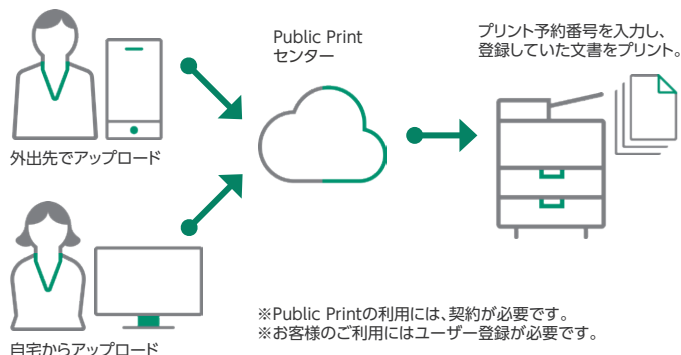 Public Print
センター
プリント予約番号を入力し、
登録していた文書をプリント。
外出先でアップロード
自宅からアップロード
※Public Printの利用には、契約が必要です。
※お客様のご利用にはユーザー登録が必要です。